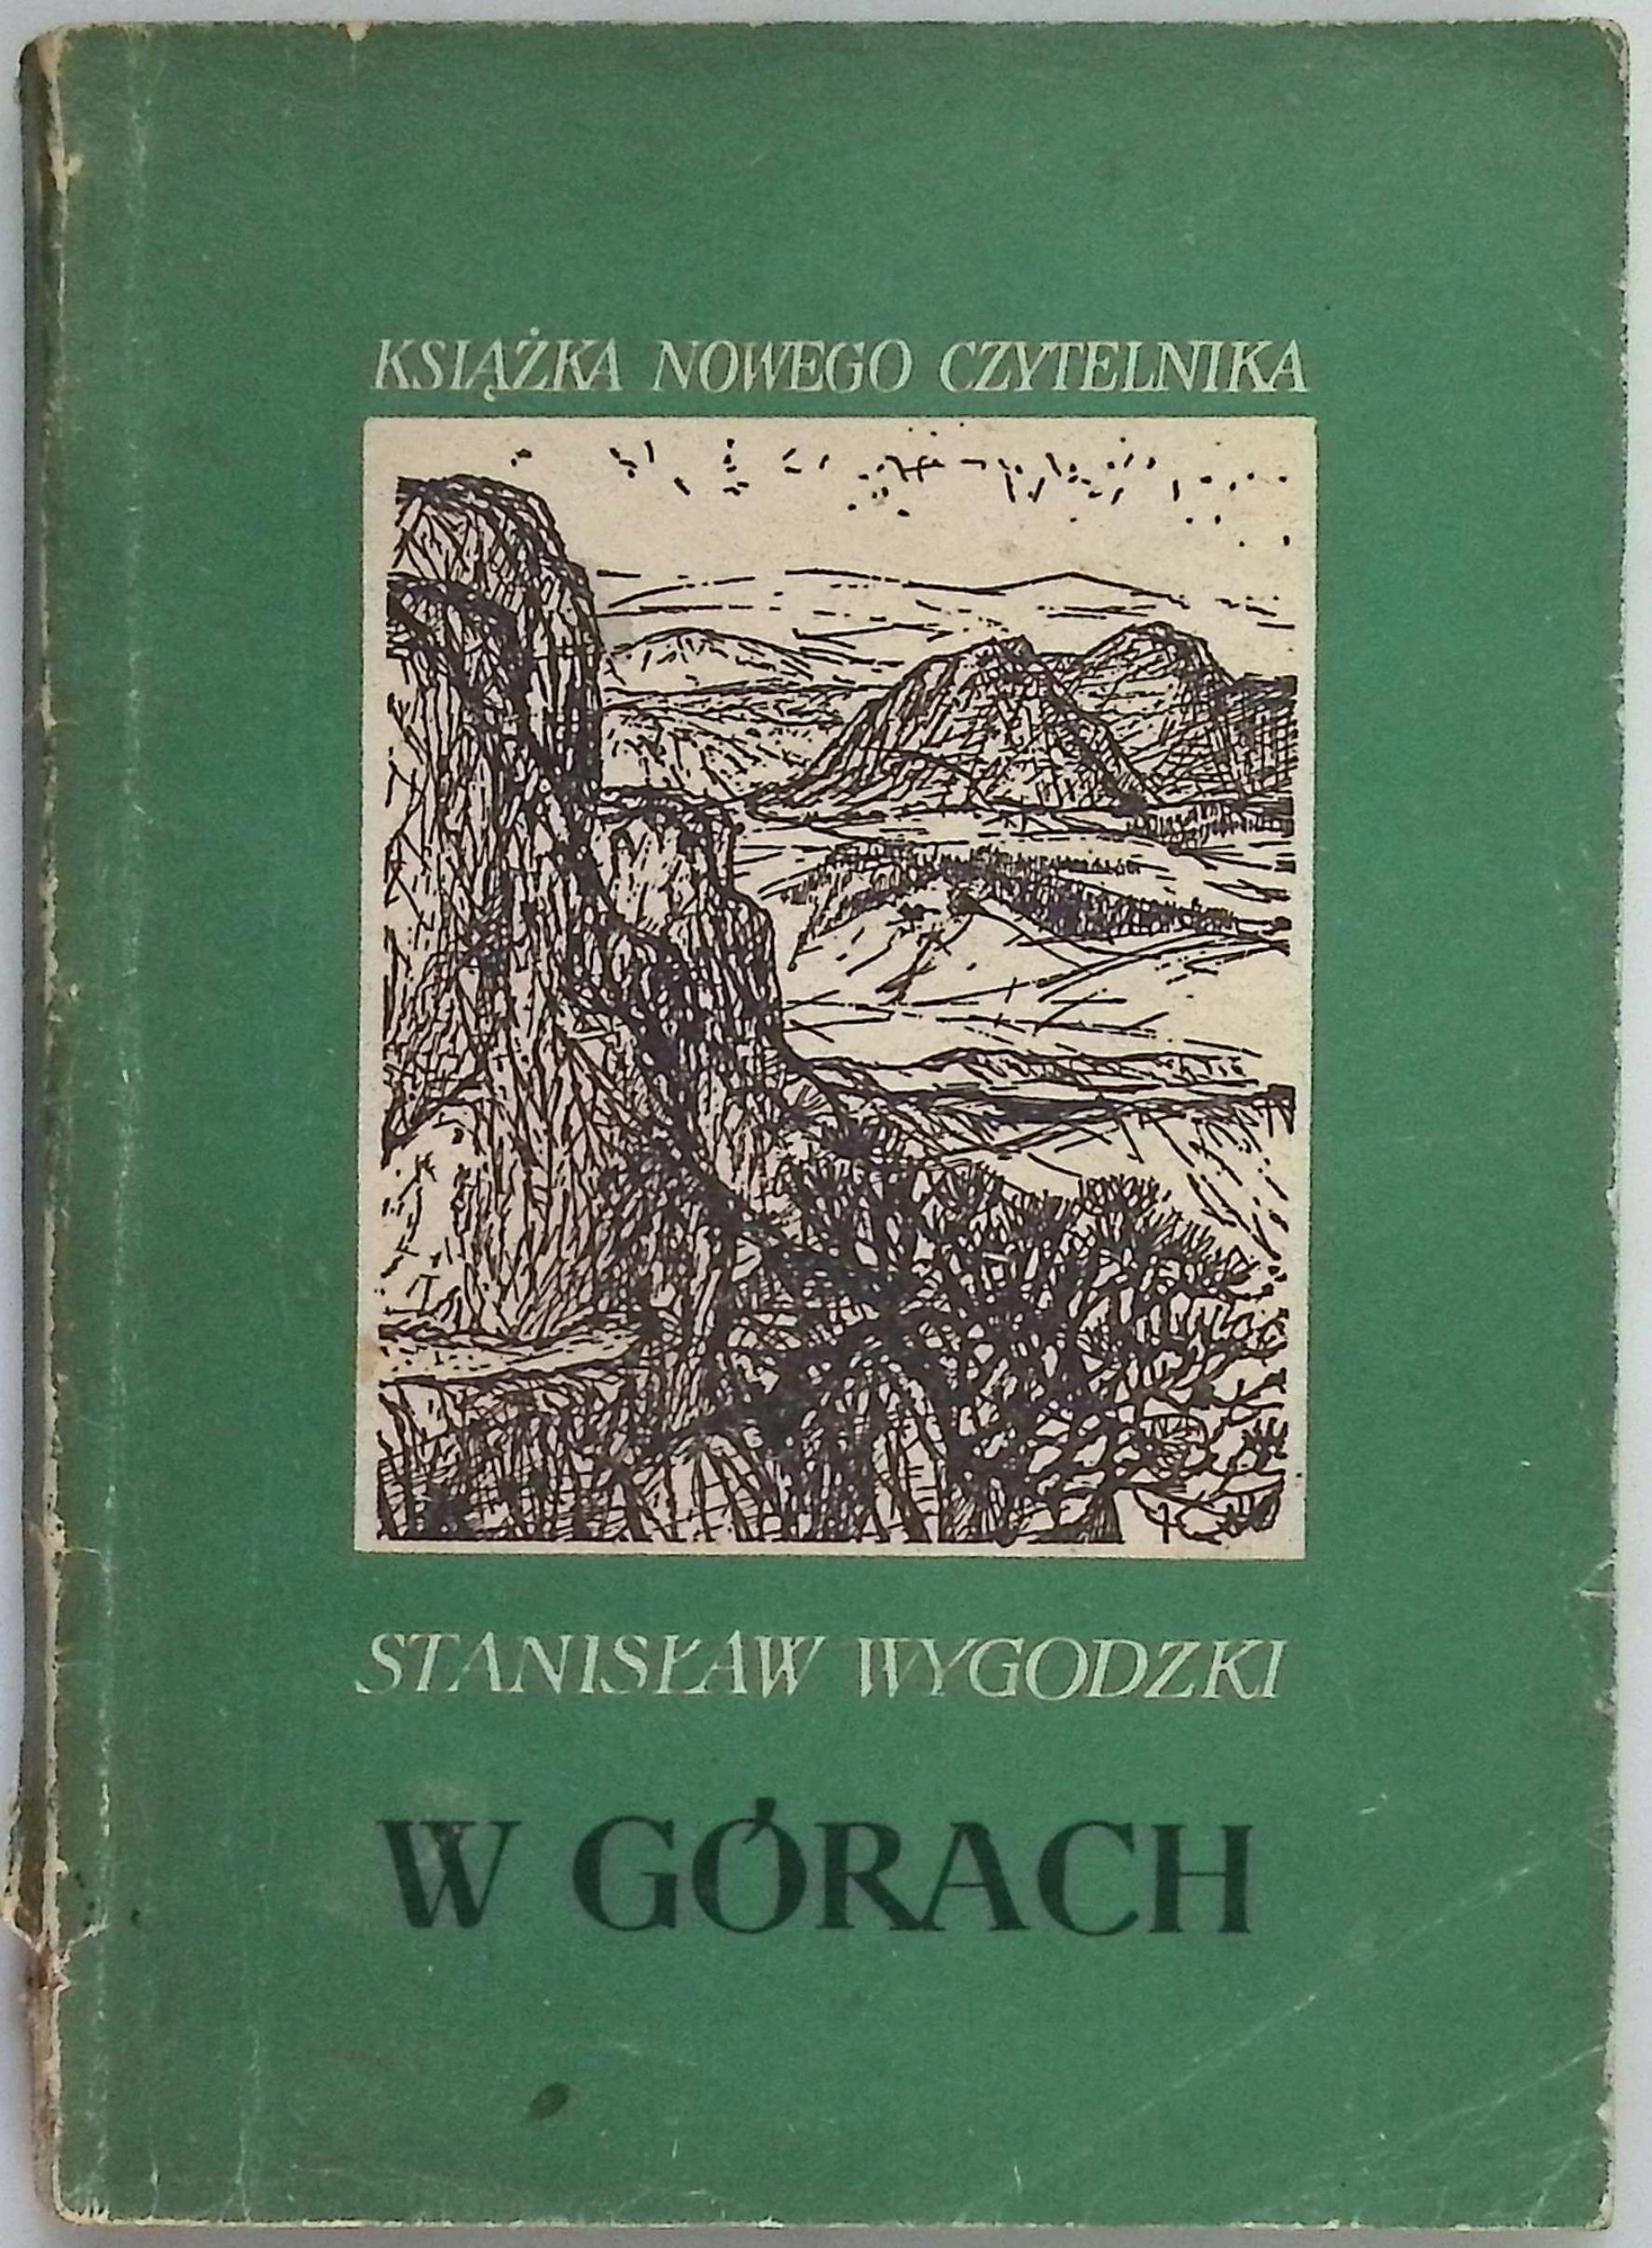 KSIĄŻKA NOWEGO CZYTELNIKA
STANISŁAW WYGODZKI
W GÓRACH